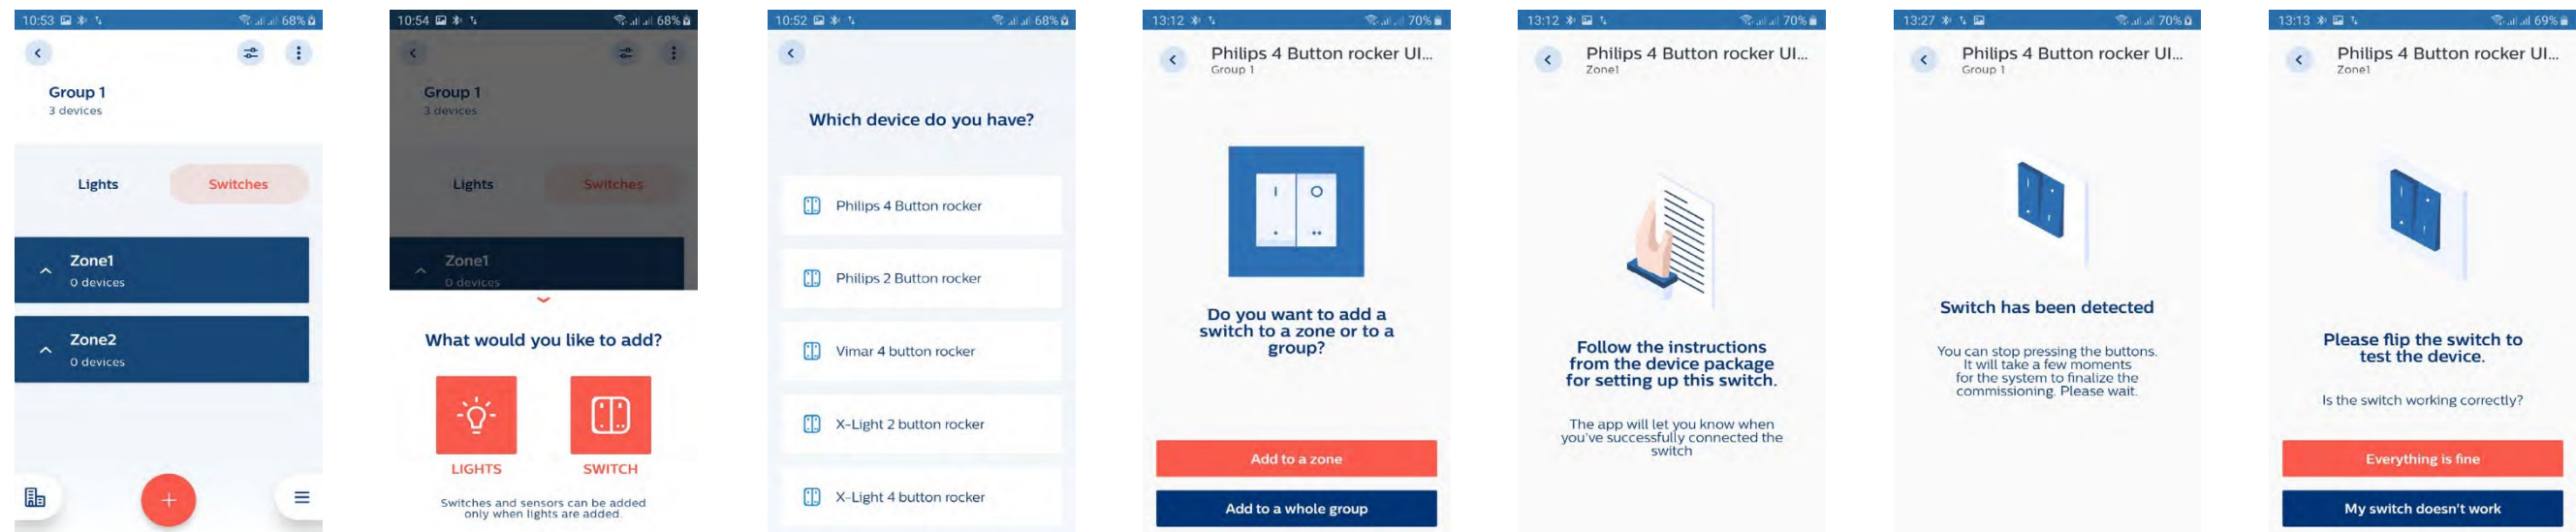 10:53 68%
Group 1
3 devices
Lights Switches
Zone1
0 devices
Zone2
0 devices
10:54 68%
Group 1
3 devices
Lights Switches
Zone1
0 devices
What would you like to add?
LIGHTS SWITCH
Switches and sensors can be added
only when lights are added.
10:52 68%
Which device do you have?
Philips 4 Button rocker
Philips 2 Button rocker
Vimar 4 button rocker
X-Light 2 button rocker
X-Light 4 button rocker
13:12 70%
Philips 4 Button rocker UI...
Group 1
Do you want to add a
switch to a zone or to a
group?
Add to a zone
Add to a whole group
13:12 70%
Philips 4 Button rocker UI...
Zone1
Follow the instructions
from the device package
for setting up this switch.
The app will let you know when
you've successfully connected the
switch
13:27 70%
Philips 4 Button rocker UI...
Group 1
Switch has been detected
You can stop pressing the buttons.
It will take a few moments
for the system to finalize the
commissioning. Please wait.
13:13 69%
Philips 4 Button rocker UI...
Zone1
Please flip the switch to
test the device.
Is the switch working correctly?
Everything is fine
My switch doesn't work